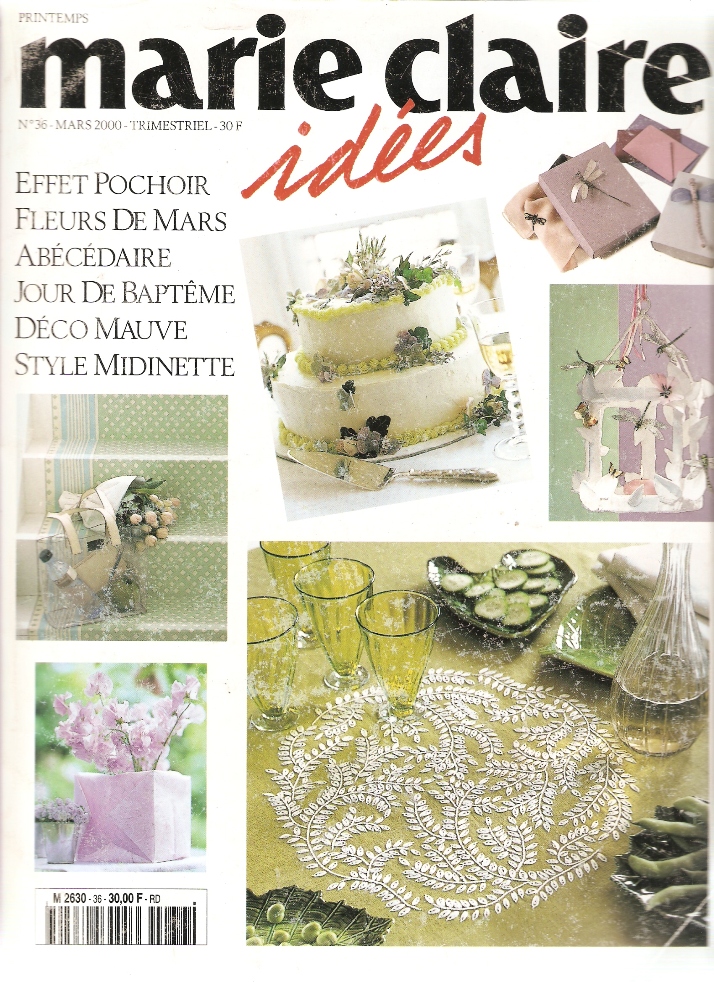 PRINTEMPS
marie claire
idées
N°36 - MARS 2000 - TRIMESTRIEL - 30 F
EFFET POCHOIR
FLEURS DE MARS
ABÉCÉDAIRE
JOUR DE BAPTÊME
DÉCO MAUVE
STYLE MIDINETTE
M 2630 - 36 - 30,00 F - RD